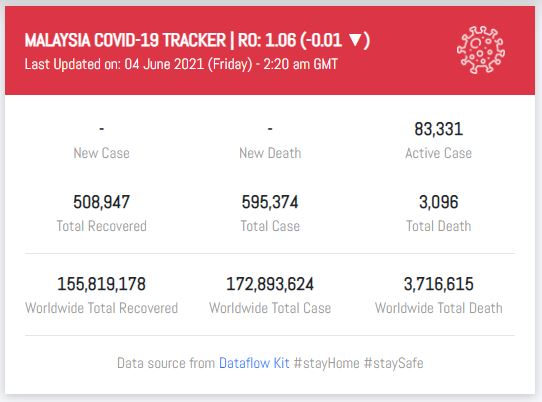 MALAYSIA COVID-19 TRACKER | R0: 1.06 (-0.01 ▼)
Last Updated on: 04 June 2021 (Friday) - 2:20 am GMT
- - 83,331
New Case New Death Active Case
508,947 595,374 3,096
Total Recovered Total Case Total Death
155,819,178 172,893,624 3,716,615
Worldwide Total Recovered Worldwide Total Case Worldwide Total Death
Data source from Dataflow Kit #stayHome #staySafe